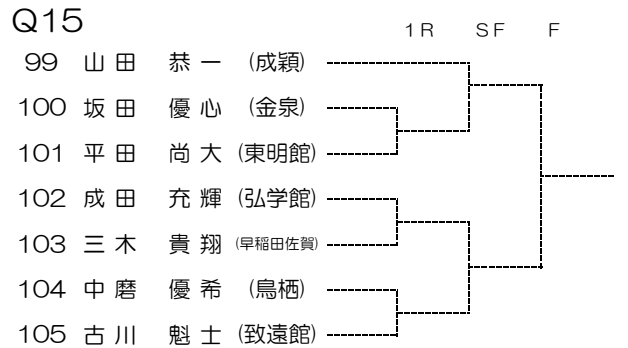 Q15
1R SF F
99 山田 恭一 (成穎)
100 坂田 優心 (金泉)
101 平田 尚大 (東明館)
102 成田 充輝 (弘学館)
103 三木 貴翔 (早稲田佐賀)
104 中磨 優希 (鳥栖)
105 古川 魁士 (致遠館)